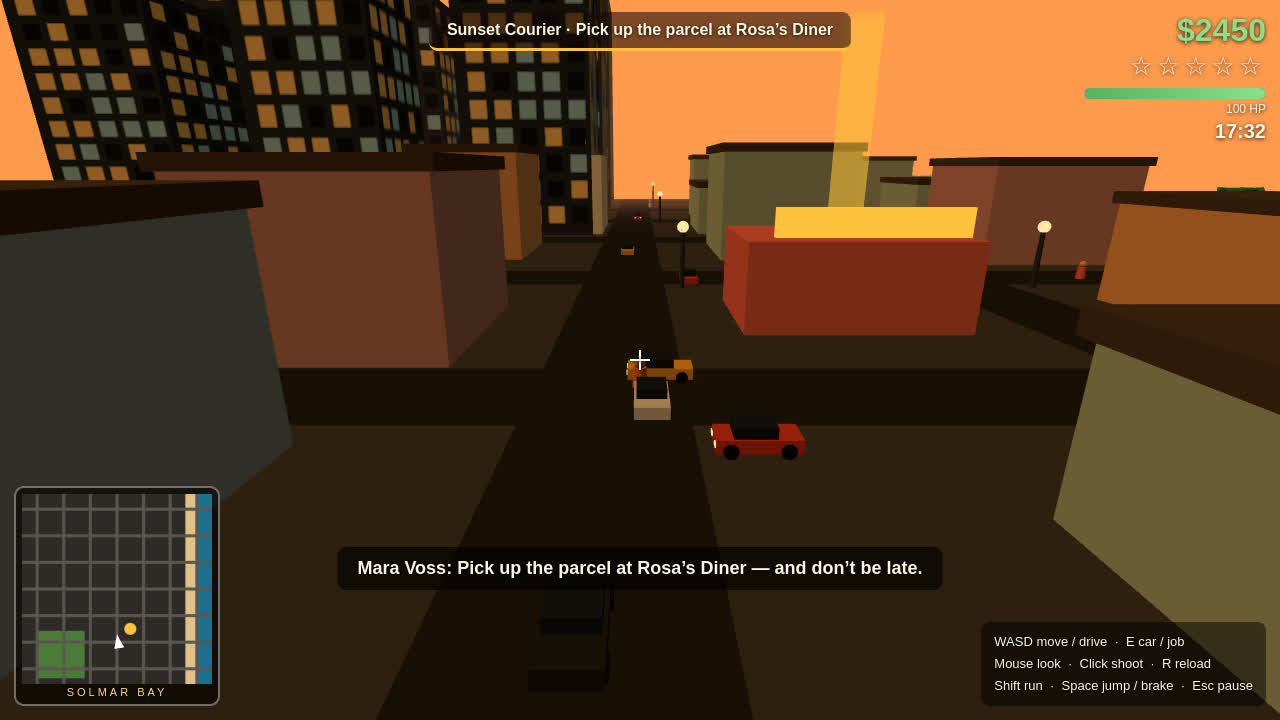 Sunset Courier · Pick up the parcel at Rosa’s Diner
$2450
☆☆☆☆☆
100 HP
17:32
Mara Voss: Pick up the parcel at Rosa’s Diner — and don’t be late.
SOLMAR BAY
WASD move / drive · E car / job
Mouse look · Click shoot · R reload
Shift run · Space jump / brake · Esc pause